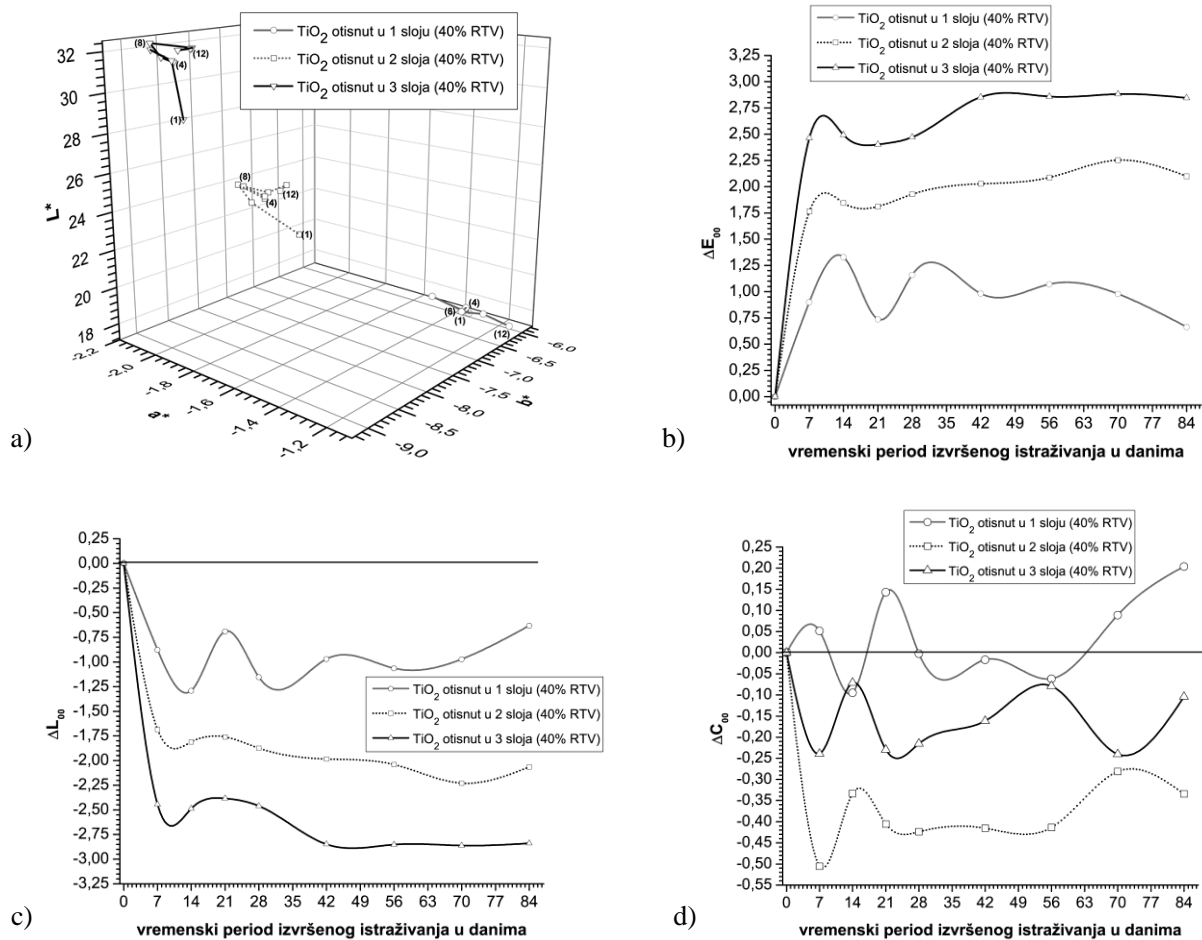 TiO2 otisnut u 1 sloju (40% RTV)
TiO2 otisnut u 2 sloja (40% RTV)
TiO2 otisnut u 3 sloja (40% RTV)
32
30
28
26
24
22
20
18
L*
(8)
(12)
(4)
(1)
(8)
(12)
(4)
(1)
(4)
(8)
(1)
(12)
-2,2
-2,0
-1,8
-1,6
-1,4
-1,2
a*
-9,0
-8,5
-8,0
-7,5
-7,0
-6,5
-6,0
b*
a)
TiO2 otisnut u 1 sloju (40% RTV)
TiO2 otisnut u 2 sloja (40% RTV)
TiO2 otisnut u 3 sloja (40% RTV)
3,25
3,00
2,75
2,50
2,25
2,00
1,75
1,50
1,25
1,00
0,75
0,50
0,25
0,00
ΔE00
0 7 14 21 28 35 42 49 56 63 70 77 84
vremenski period izvršenog istraživanja u danima
b)
0,25
0,00
-0,25
-0,50
-0,75
-1,00
-1,25
-1,50
-1,75
-2,00
-2,25
-2,50
-2,75
-3,00
-3,25
ΔL00
TiO2 otisnut u 1 sloju (40% RTV)
TiO2 otisnut u 2 sloja (40% RTV)
TiO2 otisnut u 3 sloja (40% RTV)
0 7 14 21 28 35 42 49 56 63 70 77 84
vremenski period izvršenog istraživanja u danima
c)
TiO2 otisnut u 1 sloju (40% RTV)
TiO2 otisnut u 2 sloja (40% RTV)
TiO2 otisnut u 3 sloja (40% RTV)
0,25
0,20
0,15
0,10
0,05
0,00
-0,05
-0,10
-0,15
-0,20
-0,25
-0,30
-0,35
-0,40
-0,45
-0,50
-0,55
ΔC00
0 7 14 21 28 35 42 49 56 63 70 77 84
vremenski period izvršenog istraživanja u danima
d)